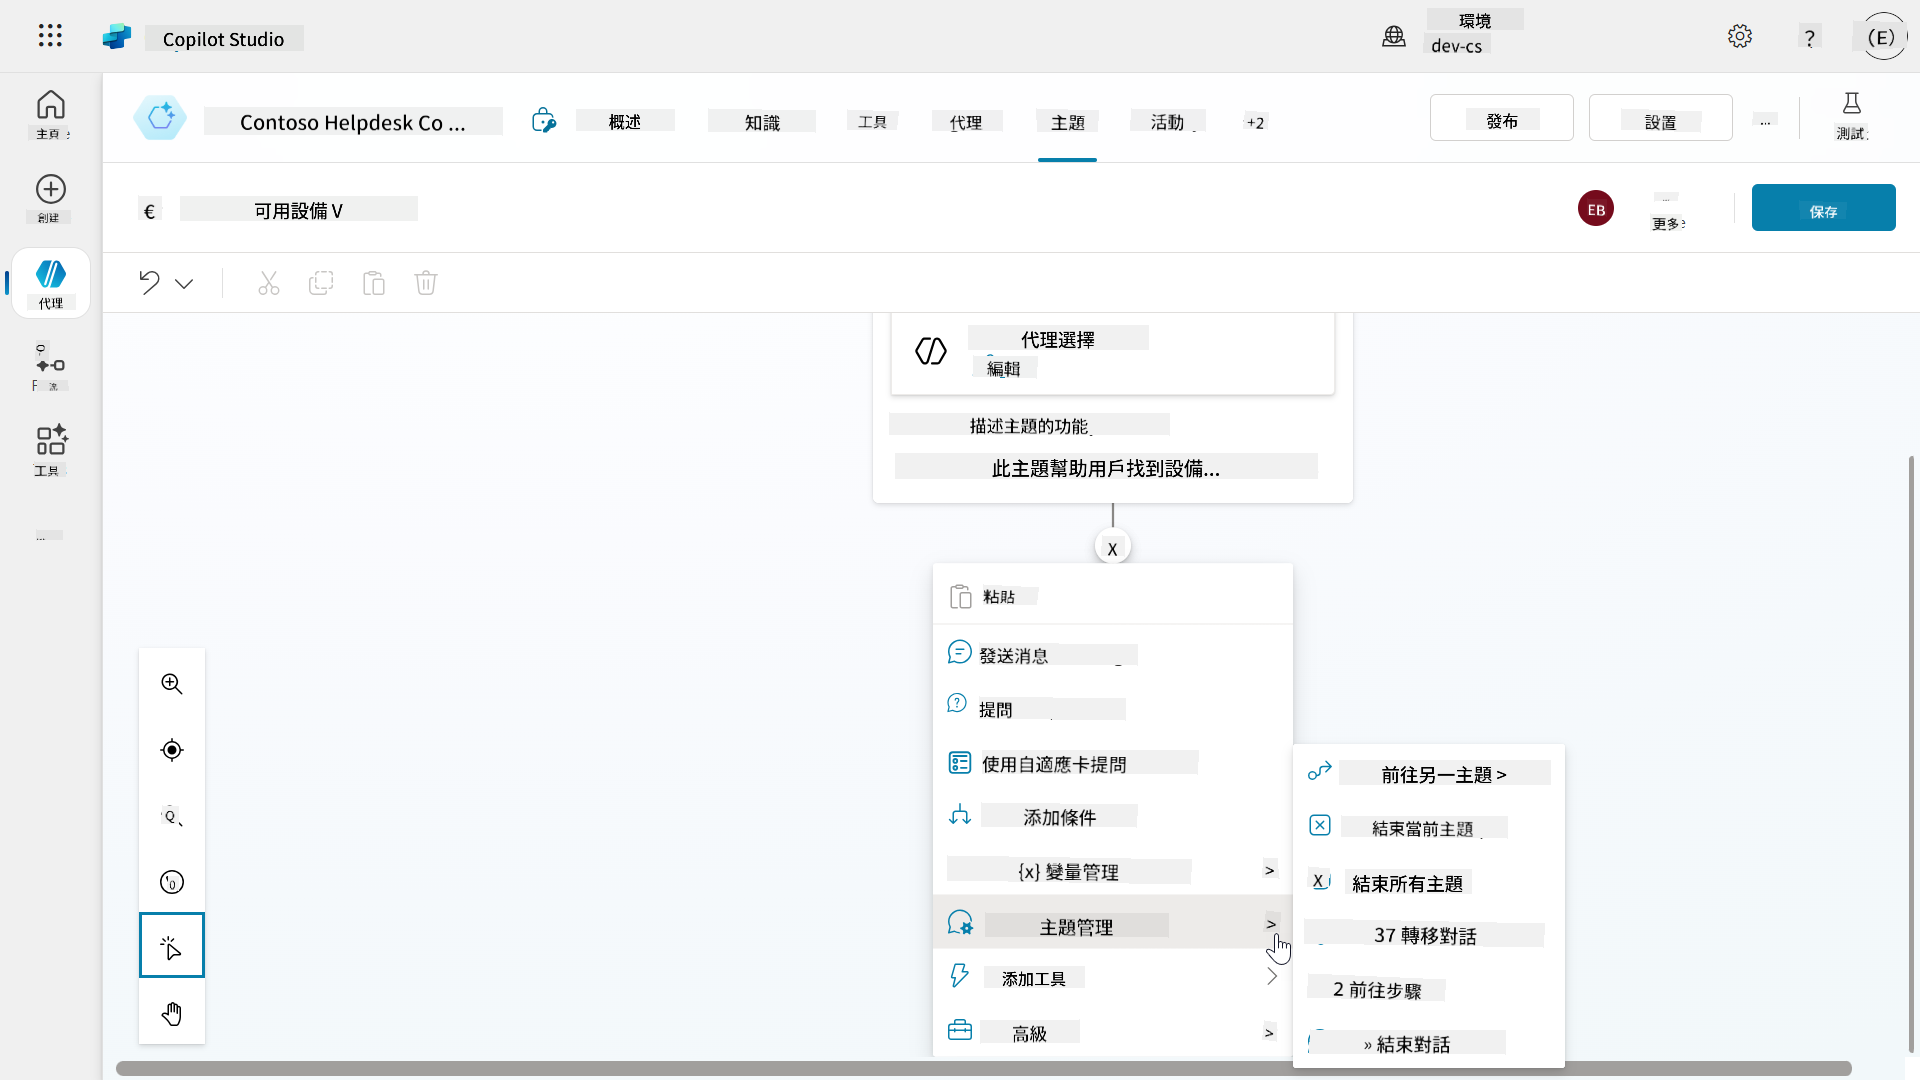 Copilot Studio
環境
dev-cs
?
(E)
主頁
創建
代理
流
工具
Contoso Helpdesk Co ...
概述
知識
工具
代理
主題
活動
+2
發布
設置
...
測試
€ 可用設備 V
EB
更多
保存
代理選擇
編輯
描述主題的功能
此主題幫助用戶找到設備...
X
粘貼
發送消息
提問
使用自適應卡提問
添加條件
{x} 變量管理 >
主題管理 >
添加工具
高級 >
前往另一主題 >
結束當前主題
X 結束所有主題
37 轉移對話
2 前往步驟
» 結束對話